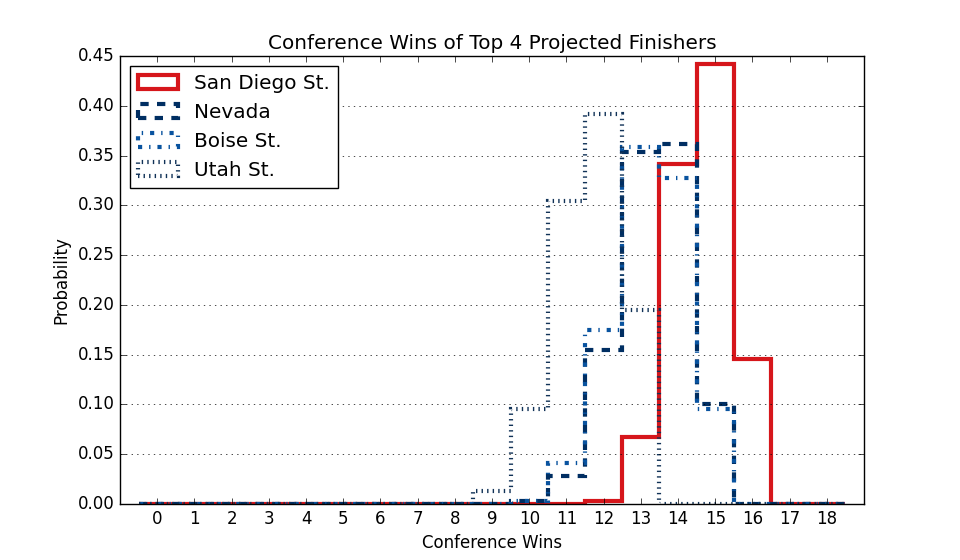 Conference Wins of Top 4 Projected Finishers
0.45
0.40
0.35
0.30
0.25
0.20
0.15
0.10
0.05
0.00
Probability
San Diego St.
Nevada
Boise St.
Utah St.
0 1 2 3 4 5 6 7 8 9 10 11 12 13 14 15 16 17 18
Conference Wins